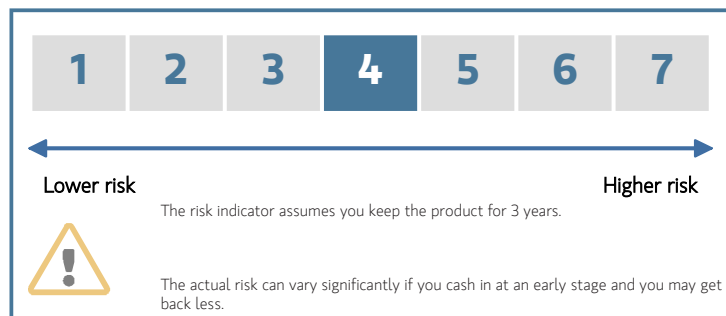 1 2 3 4 5 6 7
Lower risk Higher risk
The risk indicator assumes you keep the product for 3 years.
The actual risk can vary significantly if you cash in at an early stage and you may get
back less.